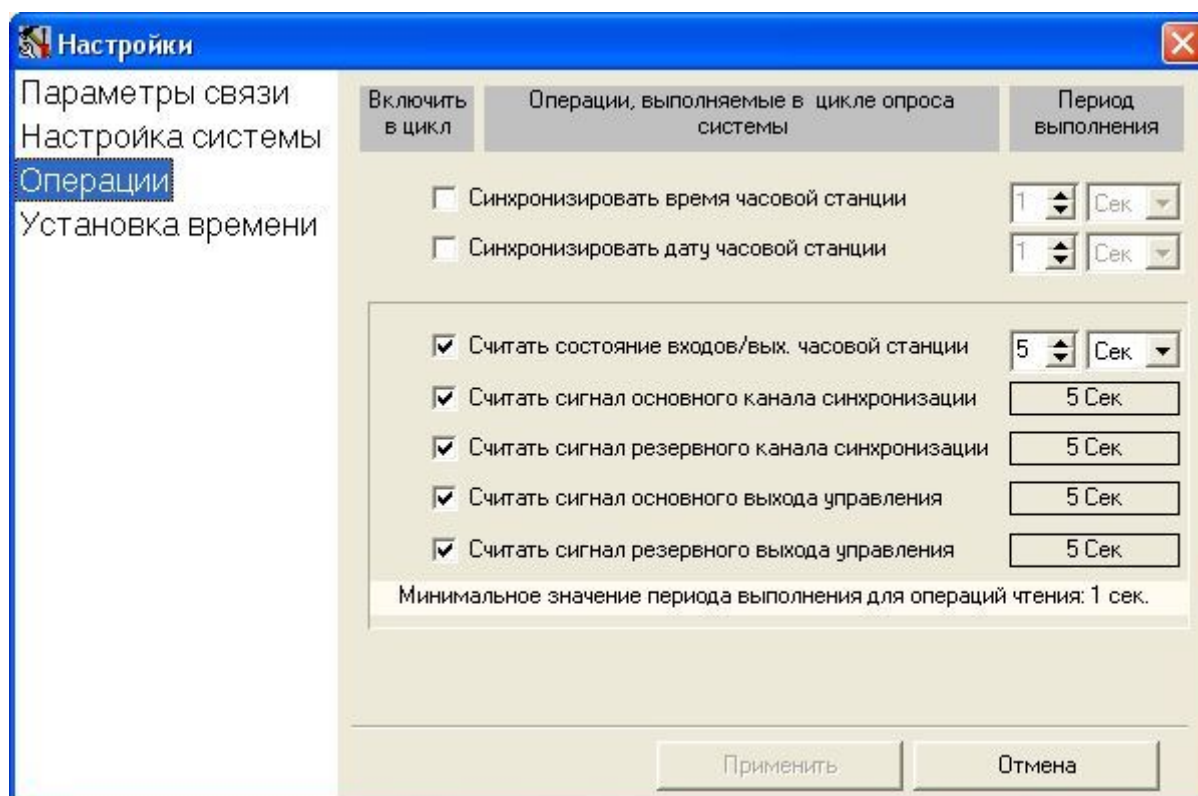 Настройки
Параметры связи
Настройка системы
Операции
Установка времени
Включить
в цикл
Операции, выполняемые в цикле опроса
системы
Период
выполнения
Синхронизировать время часовой станции
1 Сек
Синхронизировать дату часовой станции
1 Сек
Считать состояние входов/вых. часовой станции
5 Сек
Считать сигнал основного канала синхронизации
5 Сек
Считать сигнал резервного канала синхронизации
5 Сек
Считать сигнал основного выхода управления
5 Сек
Считать сигнал резервного выхода управления
5 Сек
Минимальное значение периода выполнения для операций чтения: 1 сек.
Применить
Отмена